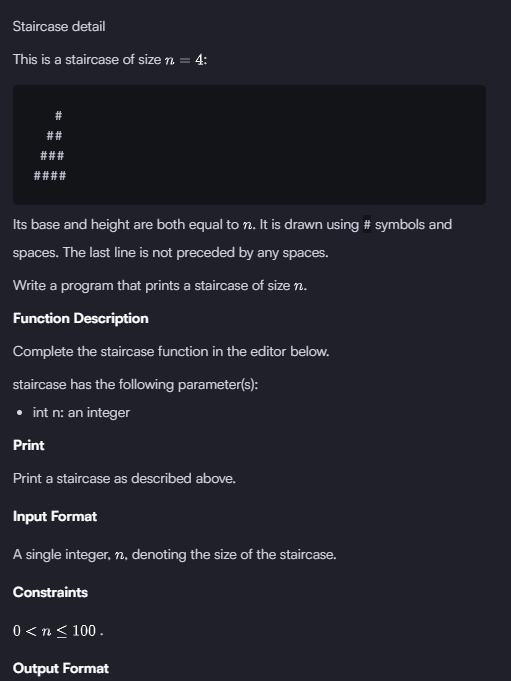 Staircase detail
This is a staircase of size n = 4:
#
##
###
####
Its base and height are both equal to n. It is drawn using # symbols and
spaces. The last line is not preceded by any spaces.
Write a program that prints a staircase of size n.
Function Description
Complete the staircase function in the editor below.
staircase has the following parameter(s):
• int n: an integer
Print
Print a staircase as described above.
Input Format
A single integer, n, denoting the size of the staircase.
Constraints
0 < n ≤ 100 .
Output Format